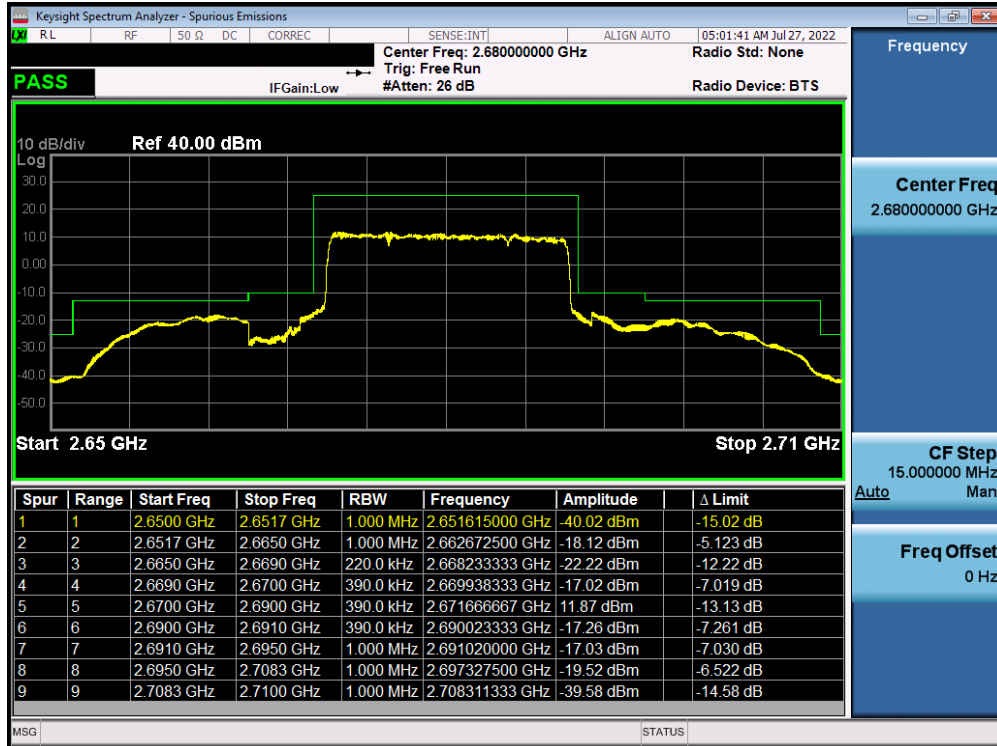 Keysight Spectrum Analyzer - Spurious Emissions
LXI RL RF 50 Ω DC CORREC SENSE:INT ALIGN AUTO 05:01:41 AM Jul 27, 2022
Center Freq: 2.680000000 GHz Radio Std: None
Trig: Free Run
PASS IFGain:Low #Atten: 26 dB Radio Device: BTS
10 dB/div Ref 40.00 dBm
Log
30.0
20.0
10.0
0.00
-10.0
-20.0
-30.0
-40.0
-50.0
Start 2.65 GHz Stop 2.71 GHz
Spur Range Start Freq Stop Freq RBW Frequency Amplitude Δ Limit
1 1 2.6500 GHz 2.6517 GHz 1.000 MHz 2.651615000 GHz -40.02 dBm -15.02 dB
2 2 2.6517 GHz 2.6650 GHz 1.000 MHz 2.662672500 GHz -18.12 dBm -5.123 dB
3 3 2.6650 GHz 2.6690 GHz 220.0 kHz 2.668233333 GHz -22.22 dBm -12.22 dB
4 4 2.6690 GHz 2.6700 GHz 390.0 kHz 2.669938333 GHz -17.02 dBm -7.019 dB
5 5 2.6700 GHz 2.6900 GHz 390.0 kHz 2.671666667 GHz 11.87 dBm -13.13 dB
6 6 2.6900 GHz 2.6910 GHz 390.0 kHz 2.690023333 GHz -17.26 dBm -7.261 dB
7 7 2.6910 GHz 2.6950 GHz 1.000 MHz 2.691020000 GHz -17.03 dBm -7.030 dB
8 8 2.6950 GHz 2.7083 GHz 1.000 MHz 2.697327500 GHz -19.52 dBm -6.522 dB
9 9 2.7083 GHz 2.7100 GHz 1.000 MHz 2.708311333 GHz -39.58 dBm -14.58 dB
MSG STATUS
Frequency
Center Freq
2.680000000 GHz
CF Step
15.000000 MHz
Auto Man
Freq Offset
0 Hz